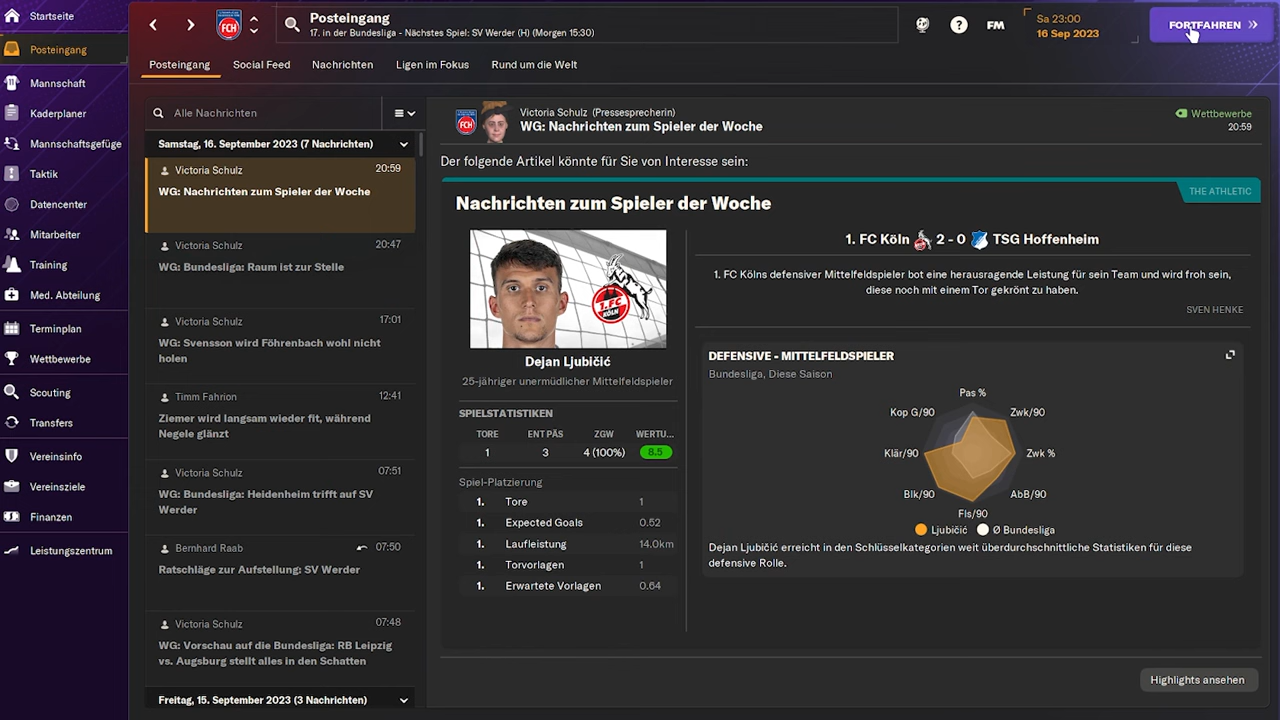 Startseite
Posteingang
Mannschaft
Kaderplaner
Mannschaftsgefüge
Taktik
Datencenter
Mitarbeiter
Training
Med. Abteilung
Terminplan
Wettbewerbe
Scouting
Transfers
Vereinsinfo
Vereinsziele
Finanzen
Leistungszentrum
FCH
Posteingang
17. in der Bundesliga - Nächstes Spiel: SV Werder (H) (Morgen 15:30)
?
FM
Sa 23:00
16 Sep 2023
FORTFAHREN
Posteingang
Social Feed
Nachrichten
Ligen im Fokus
Rund um die Welt
Alle Nachrichten
Samstag, 16. September 2023 (7 Nachrichten)
Victoria Schulz 20:59
WG: Nachrichten zum Spieler der Woche
Victoria Schulz 20:47
WG: Bundesliga: Raum ist zur Stelle
Victoria Schulz 17:01
WG: Svensson wird Föhrenbach wohl nicht
holen
Timm Fahrion 12:41
Ziemer wird langsam wieder fit, während
Negele glänzt
Victoria Schulz 07:51
WG: Bundesliga: Heidenheim trifft auf SV
Werder
Bernhard Raab 07:50
Ratschläge zur Aufstellung: SV Werder
Victoria Schulz 07:48
WG: Vorschau auf die Bundesliga: RB Leipzig
vs. Augsburg stellt alles in den Schatten
Freitag, 15. September 2023 (3 Nachrichten)
FCH
Victoria Schulz (Pressesprecherin)
WG: Nachrichten zum Spieler der Woche
Wettbewerbe
20:59
Der folgende Artikel könnte für Sie von Interesse sein:
THE ATHLETIC
Nachrichten zum Spieler der Woche
1.FC
KÖLN
Dejan Ljubičić
25-jähriger unermüdlicher Mittelfeldspieler
SPIELSTATISTIKEN
TORE ENT PÄS ZGW WERTU...
1 3 4 (100%) 8.5
Spiel-Platzierung
1. Tore 1
1. Expected Goals 0.52
1. Laufleistung 14.0km
1. Torvorlagen 1
1. Erwartete Vorlagen 0.64
1. FC Köln 2 - 0 TSG Hoffenheim
1. FC Kölns defensiver Mittelfeldspieler bot eine herausragende Leistung für sein Team und wird froh sein,
diese noch mit einem Tor gekrönt zu haben.
SVEN HENKE
DEFENSIVE - MITTELFELDSPIELER
Bundesliga, Diese Saison
Pas %
Kop G/90
Zwk/90
Klär/90
Zwk %
Blk/90
AbB/90
Fls/90
Ljubičić
Ø Bundesliga
Dejan Ljubičić erreicht in den Schlüsselkategorien weit überdurchschnittliche Statistiken für diese
defensive Rolle.
Highlights ansehen